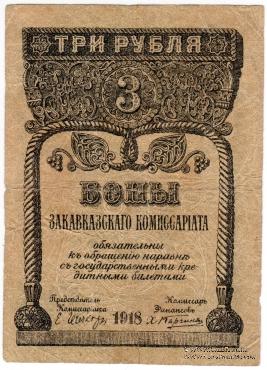 ТРИ РУБЛЯ
3
БОНЫ
ЗАКАВКАЗСКАГО КОМИССАРІАТА
обязательны
къ обращенію наравнѣ
съ государственными кре-
дитными билетами
Предсѣдатель Комиссаръ
Комиссаріата Финансовъ
1918